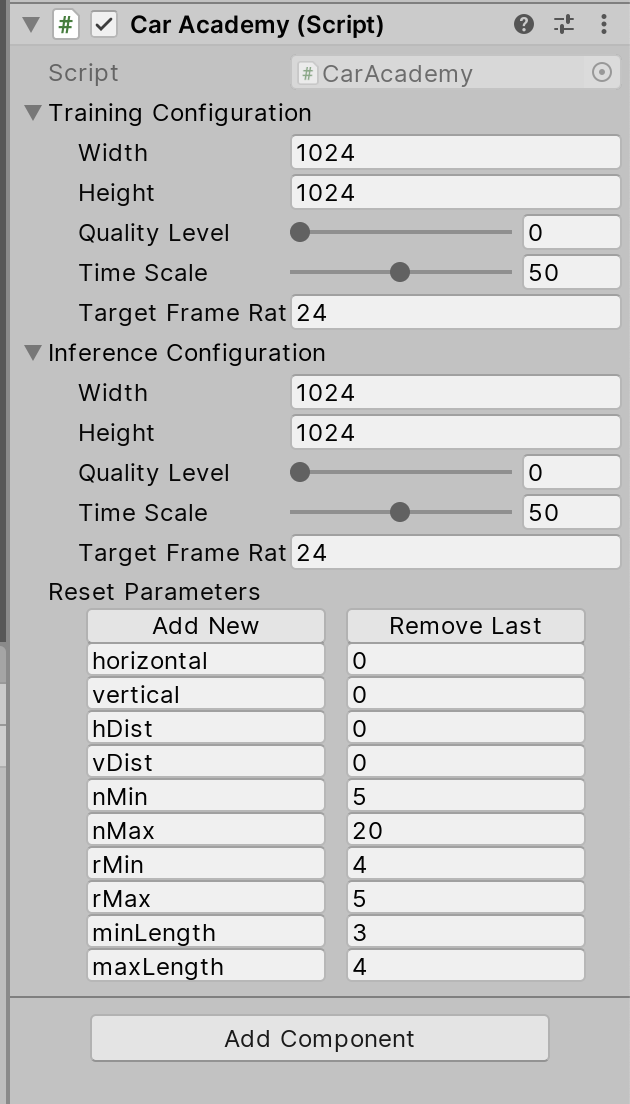 Car Academy (Script)
Script CarAcademy
Training Configuration
Width 1024
Height 1024
Quality Level 0
Time Scale 50
Target Frame Rat 24
Inference Configuration
Width 1024
Height 1024
Quality Level 0
Time Scale 50
Target Frame Rat 24
Reset Parameters
Add New Remove Last
horizontal 0
vertical 0
hDist 0
vDist 0
nMin 5
nMax 20
rMin 4
rMax 5
minLength 3
maxLength 4
Add Component